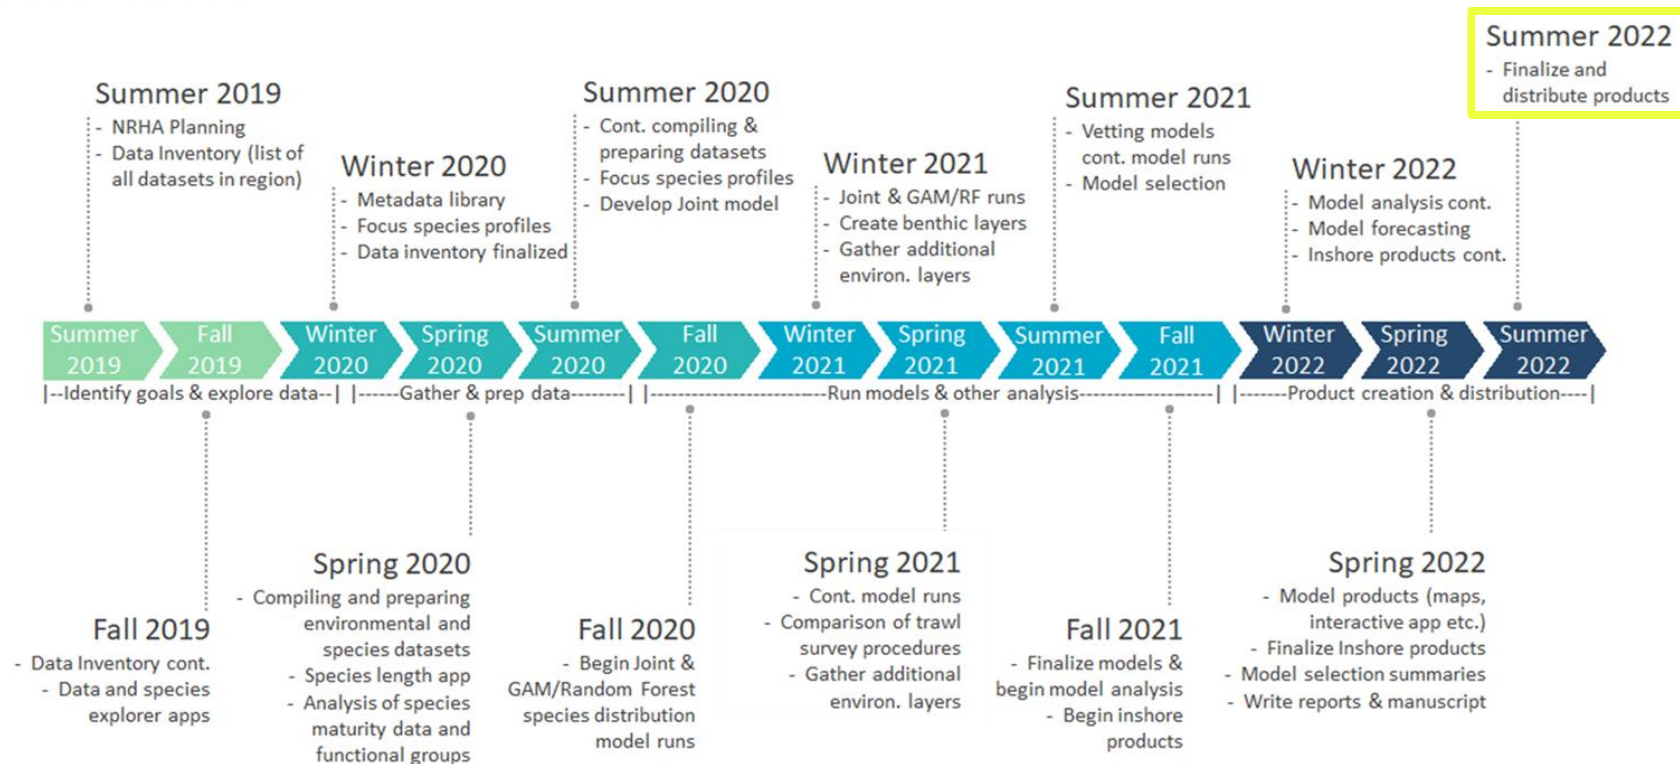 Summer 2022
- Finalize and
distribute products
Summer 2019
- NRHA Planning
- Data Inventory (list of
all datasets in region)
Winter 2020
- Metadata library
- Focus species profiles
- Data inventory finalized
Summer 2020
- Cont. compiling &
preparing datasets
- Focus species profiles
- Develop Joint model
Winter 2021
- Joint & GAM/RF runs
- Create benthic layers
- Gather additional
environ. layers
Summer 2021
- Vetting models
cont. model runs
- Model selection
Winter 2022
- Model analysis cont.
- Model forecasting
- Inshore products cont.
Summer
2019
Fall
2019
Winter
2020
Spring
2020
Summer
2020
Fall
2020
Winter
2021
Spring
2021
Summer
2021
Fall
2021
Winter
2022
Spring
2022
Summer
2022
|--Identify goals & explore data--|
|------Gather & prep data-------|
|------------------------Run models & other analysis------------------|
|-------Product creation & distribution----|
Fall 2019
- Data Inventory cont.
- Data and species
explorer apps
Spring 2020
- Compiling and preparing
environmental and
species datasets
- Species length app
- Analysis of species
maturity data and
functional groups
Fall 2020
- Begin Joint &
GAM/Random Forest
species distribution
model runs
Spring 2021
- Cont. model runs
- Comparison of trawl
survey procedures
- Gather additional
environ. layers
Fall 2021
- Finalize models &
begin model analysis
- Begin inshore
products
Spring 2022
- Model products (maps,
interactive app etc.)
- Finalize Inshore products
- Model selection summaries
- Write reports & manuscript